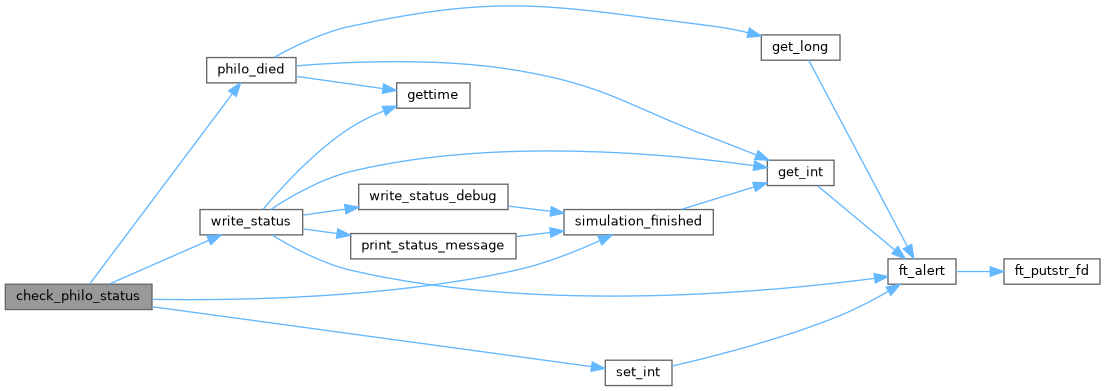 get_long
philo_died
gettime
get_int
write_status_debug
write_status
simulation_finished
print_status_message
ft_alert
ft_putstr_fd
check_philo_status
set_int